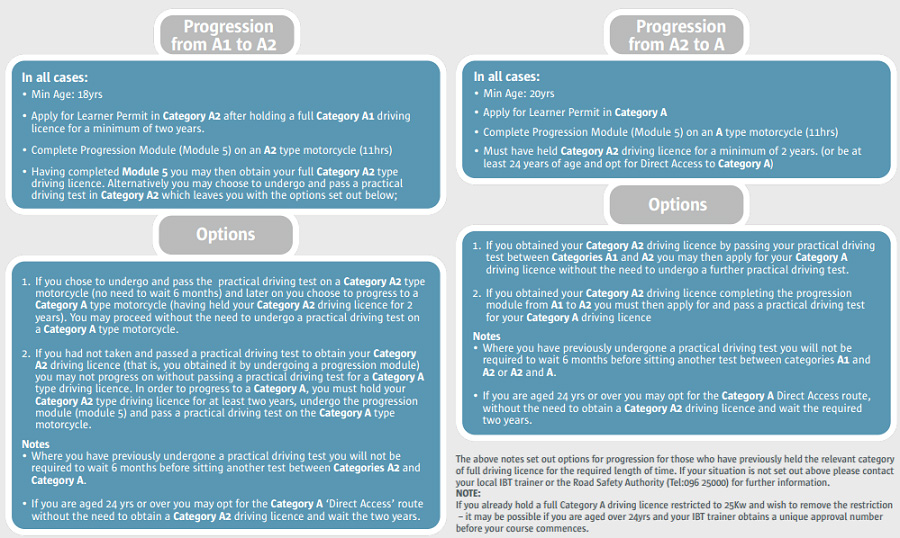 Progression
from A1 to A2
In all cases:
• Min Age: 18yrs
• Apply for Learner Permit in Category A2 after holding a full Category A1 driving
licence for a minimum of two years.
• Complete Progression Module (Module 5) on an A2 type motorcycle (11hrs)
• Having completed Module 5 you may then obtain your full Category A2 type
driving licence. Alternatively you may choose to undergo and pass a practical
driving test in Category A2 which leaves you with the options set out below;
Options
1. If you chose to undergo and pass the practical driving test on a Category A2 type
motorcycle (no need to wait 6 months) and later on you choose to progress to a
Category A type motorcycle (having held your Category A2 driving licence for 2
years). You may proceed without the need to undergo a practical driving test on
a Category A type motorcycle.
2. If you had not taken and passed a practical driving test to obtain your Category
A2 driving licence (that is, you obtained it by undergoing a progression module)
you may not progress on without passing a practical driving test for a Category A
type driving licence. In order to progress to a Category A, you must hold your
Category A2 type driving licence for at least two years, undergo the progression
module (module 5) and pass a practical driving test on the Category A type
motorcycle.
Notes
• Where you have previously undergone a practical driving test you will not be
required to wait 6 months before sitting another test between Categories A2 and
Category A.
• If you are aged 24 yrs or over you may opt for the Category A 'Direct Access' route
without the need to obtain a Category A2 driving licence and wait the two years.
Progression
from A2 to A
In all cases:
• Min Age: 20yrs
• Apply for Learner Permit in Category A
• Complete Progression Module (Module 5) on an A type motorcycle (11hrs)
• Must have held Category A2 driving licence for a minimum of 2 years. (or be at
least 24 years of age and opt for Direct Access to Category A)
Options
1. If you obtained your Category A2 driving licence by passing your practical driving
test between Categories A1 and A2 you may then apply for your Category A
driving licence without the need to undergo a further practical driving test.
2. If you obtained your Category A2 driving licence completing the progression
module from A1 to A2 you must then apply for and pass a practical driving test
for your Category A driving licence
Notes
• Where you have previously undergone a practical driving test you will not be
required to wait 6 months before sitting another test between categories A1 and
A2 or A2 and A.
• If you are aged 24 yrs or over you may opt for the Category A Direct Access route,
without the need to obtain a Category A2 driving licence and wait the required
two years.
The above notes set out options for progression for those who have previously held the relevant category
of full driving licence for the required length of time. If your situation is not set out above please contact
your local IBT trainer or the Road Safety Authority (Tel:096 25000) for further information.
NOTE:
If you already hold a full Category A driving licence restricted to 25Kw and wish to remove the restriction
– it may be possible if you are aged over 24yrs and your IBT trainer obtains a unique approval number
before your course commences.